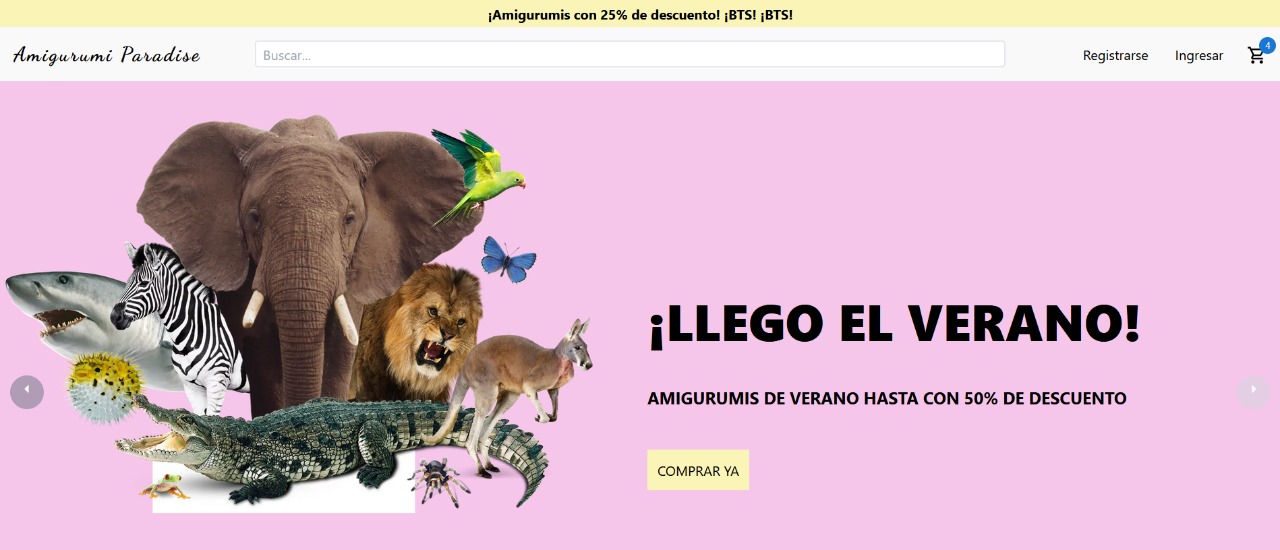 ¡Amigurumis con 25% de descuento! ¡BTS! ¡BTS!
Amigurumi Paradise
Buscar...
Registrarse
Ingresar
4
¡LLEGO EL VERANO!
AMIGURUMIS DE VERANO HASTA CON 50% DE DESCUENTO
COMPRAR YA